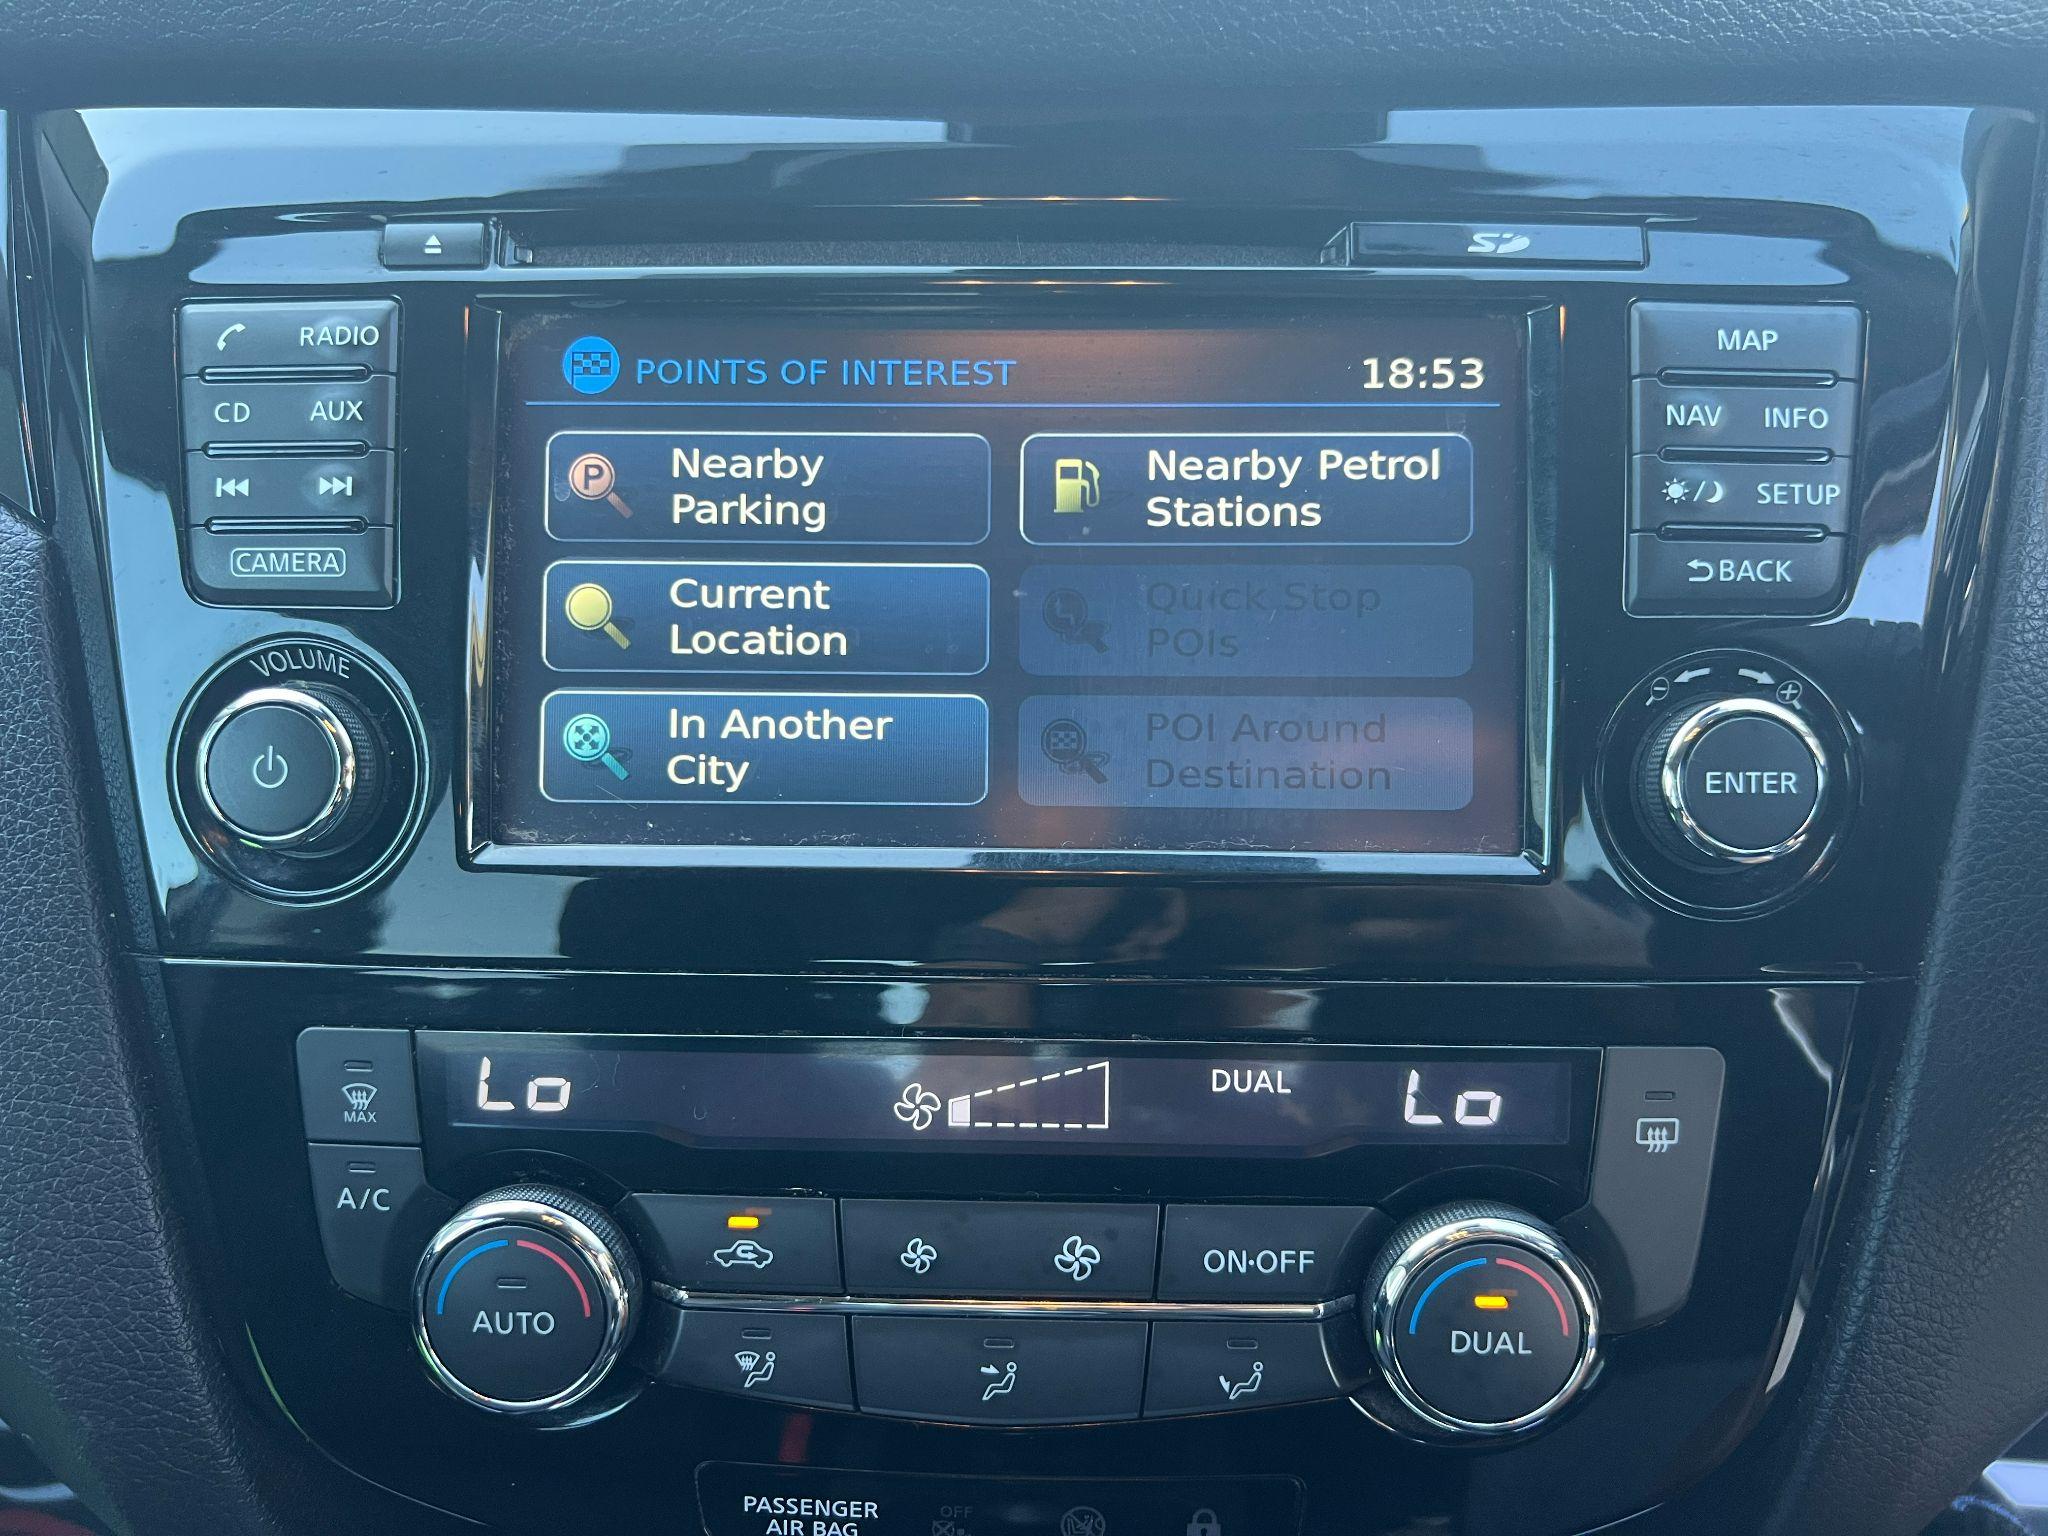 SD
RADIO
MAP
POINTS OF INTEREST
18:53
CD AUX
NAV INFO
Nearby
Parking
Nearby Petrol
Stations
SETUP
CAMERA
BACK
Current
Location
Quick Stop
POIs
In Another
City
POI Around
Destination
VOLUME
ENTER
Lo
DUAL
Lo
MAX
A/C
ON·OFF
AUTO
DUAL
PASSENGER
AIR BAG
OFF